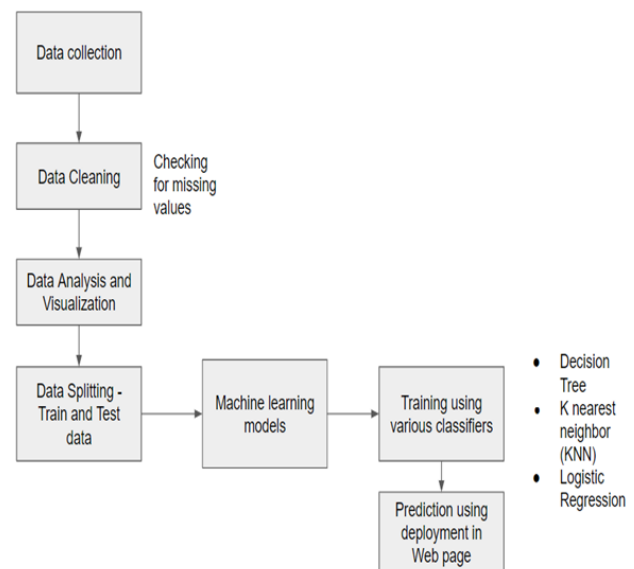 Data collection
Data Cleaning
Checking
for missing
values
Data Analysis and
Visualization
Data Splitting -
Train and Test
data
Machine learning
models
Training using
various classifiers
● Decision
Tree
● K nearest
neighbor
(KNN)
● Logistic
Regression
Prediction using
deployment in
Web page